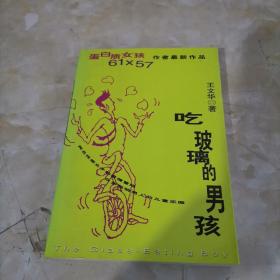 蛋白质女孩
61×57
作者最新作品
王文华 著
吃玻璃的男孩
The Glass-Eating Boy